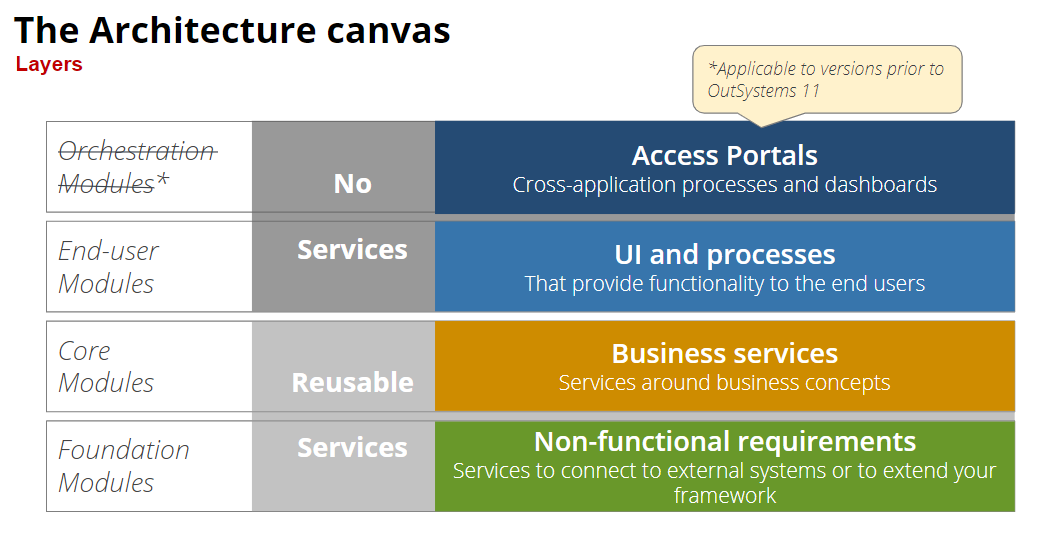 The Architecture canvas
Layers
*Applicable to versions prior to
OutSystems 11
Orchestration
Modules*
No
Access Portals
Cross-application processes and dashboards
End-user
Modules
Services
UI and processes
That provide functionality to the end users
Core
Modules
Reusable
Business services
Services around business concepts
Foundation
Modules
Services
Non-functional requirements
Services to connect to external systems or to extend your
framework